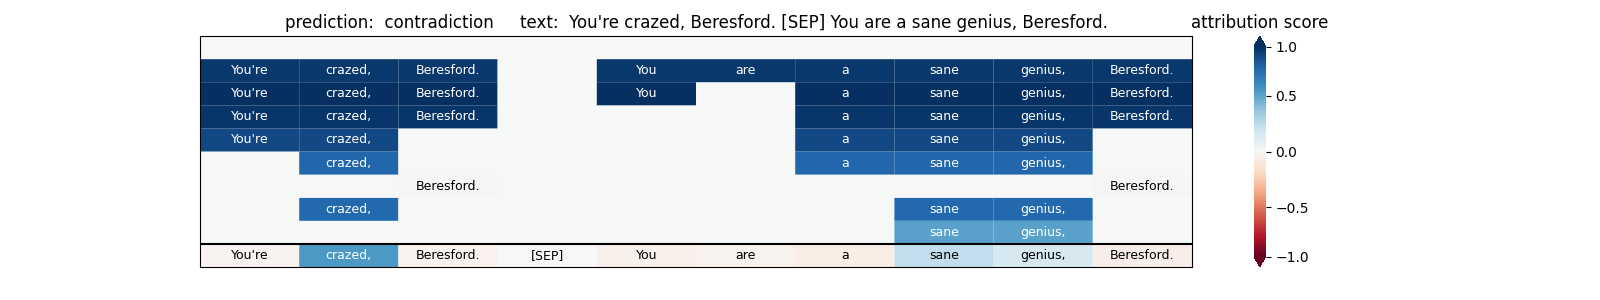 prediction:  contradiction     text:  You're crazed, Beresford. [SEP] You are a sane genius, Beresford.     attribution score
You're crazed, Beresford. You are a sane genius, Beresford. 1.0
You're crazed, Beresford. You a sane genius, Beresford. 0.5
You're crazed, Beresford. a sane genius, Beresford.
You're crazed, a sane genius,
crazed, a sane genius, 0.0
Beresford. Beresford.
crazed, sane genius, −0.5
sane genius,
You're crazed, Beresford. [SEP] You are a sane genius, Beresford. −1.0